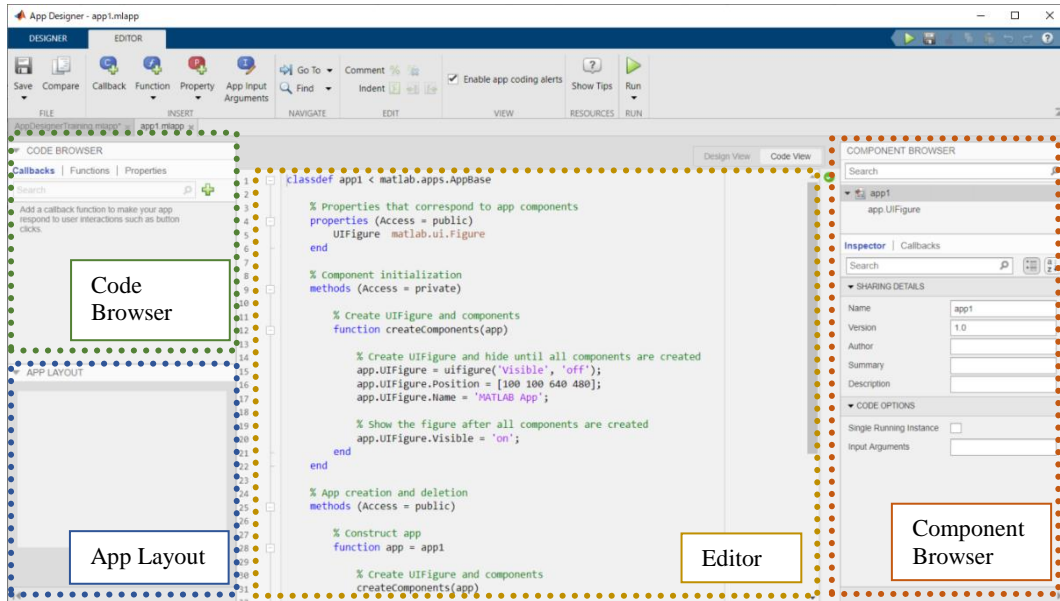 App Designer - app1.mlapp
DESIGNER EDITOR
Save Compare Callback Function Property App Input Arguments Go To Find Comment Indent Enable app coding alerts Show Tips Run
FILE INSERT NAVIGATE EDIT VIEW RESOURCES RUN
AppDesignerTraining.mlapp* × app1.mlapp ×
CODE BROWSER
Callbacks | Functions | Properties
Search
Add a callback function to make your app
respond to user interactions such as button
clicks.
Code
Browser
APP LAYOUT
App Layout
Design View Code View
1 classdef app1 < matlab.apps.AppBase
2
3 % Properties that correspond to app components
4 properties (Access = public)
5 UIFigure matlab.ui.Figure
6 end
7
8 % Component initialization
9 methods (Access = private)
10
11 % Create UIFigure and components
12 function createComponents(app)
13
14 % Create UIFigure and hide until all components are created
15 app.UIFigure = uifigure('Visible', 'off');
16 app.UIFigure.Position = [100 100 640 480];
17 app.UIFigure.Name = 'MATLAB App';
18
19 % Show the figure after all components are created
20 app.UIFigure.Visible = 'on';
21 end
22 end
23
24 % App creation and deletion
25 methods (Access = public)
26
27 % Construct app
28 function app = app1
29
30 % Create UIFigure and components
31 createComponents(app)
Editor
COMPONENT BROWSER
Search
app1
app.UIFigure
Inspector | Callbacks
Search
SHARING DETAILS
Name app1
Version 1.0
Author
Summary
Description
CODE OPTIONS
Single Running Instance
Input Arguments
Component
Browser